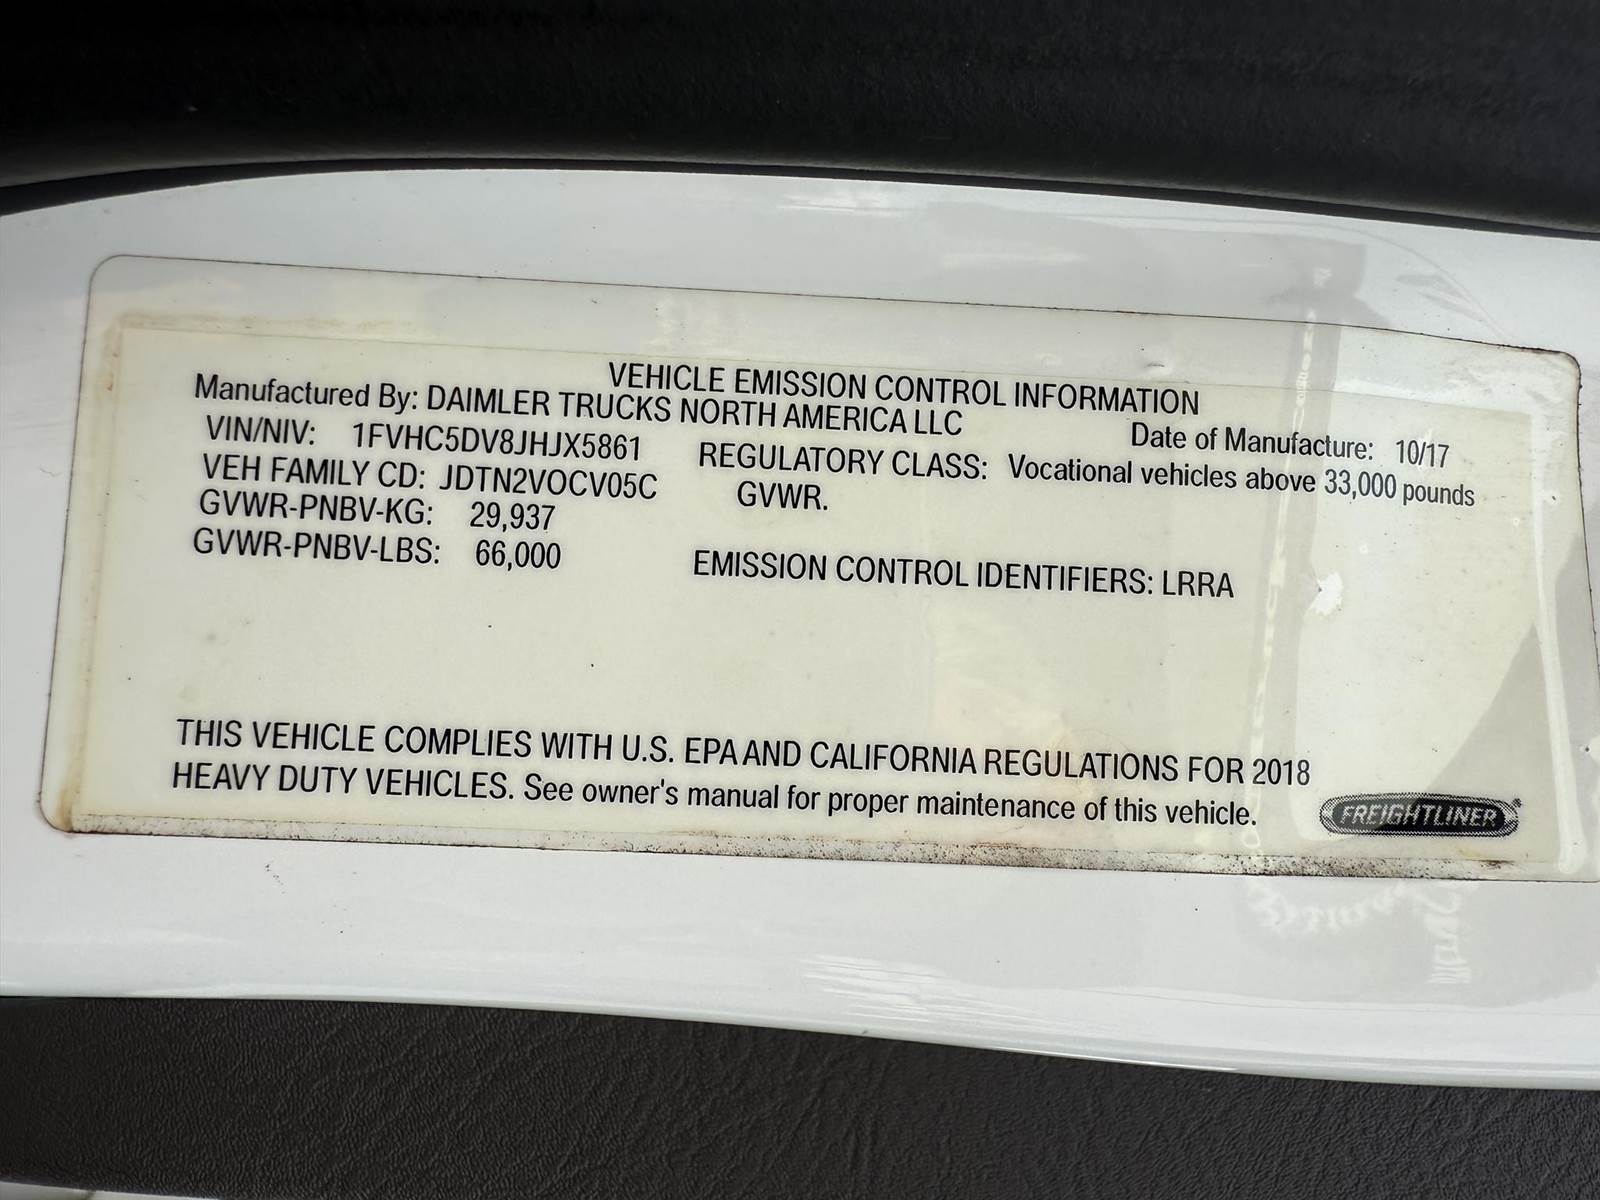 VEHICLE EMISSION CONTROL INFORMATION
Manufactured By: DAIMLER TRUCKS NORTH AMERICA LLC
Date of Manufacture: 10/17
VIN/NIV: 1FVHC5DV8JHJX5861
REGULATORY CLASS: Vocational vehicles above 33,000 pounds
GVWR.
VEH FAMILY CD: JDTN2VOCV05C
GVWR-PNBV-KG: 29,937
GVWR-PNBV-LBS: 66,000
EMISSION CONTROL IDENTIFIERS: LRRA
THIS VEHICLE COMPLIES WITH U.S. EPA AND CALIFORNIA REGULATIONS FOR 2018
HEAVY DUTY VEHICLES. See owner's manual for proper maintenance of this vehicle.
FREIGHTLINER